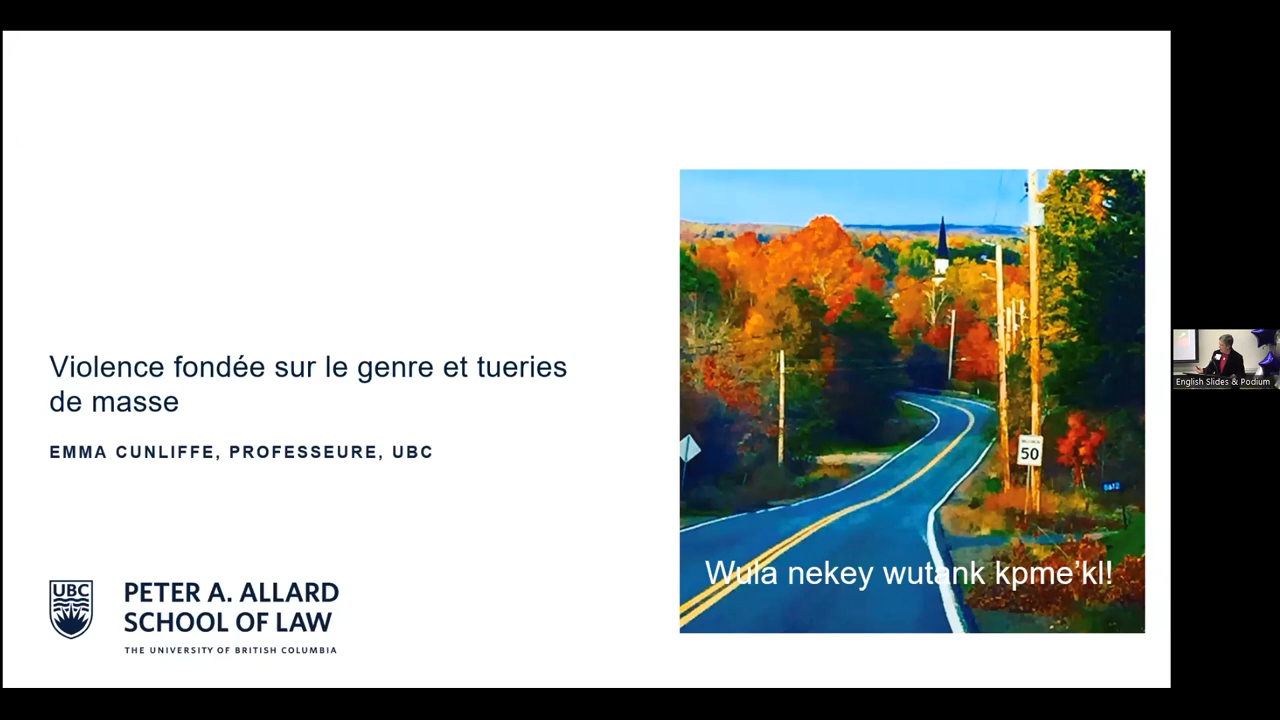 Violence fondée sur le genre et tueries
de masse
EMMA CUNLIFFE, PROFESSEURE, UBC
UBC
PETER A. ALLARD
SCHOOL OF LAW
THE UNIVERSITY OF BRITISH COLUMBIA
50
Wula nekey wutank kpme’kl!
English Slides & Podium